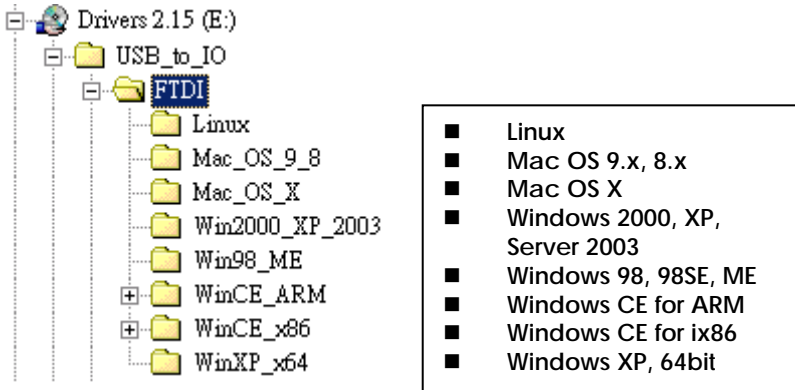 Drivers 2.15 (E:)
USB_to_IO
FTDI
Linux
Mac_OS_9_8
Mac_OS_X
Win2000_XP_2003
Win98_ME
WinCE_ARM
WinCE_x86
WinXP_x64
■ Linux
■ Mac OS 9.x, 8.x
■ Mac OS X
■ Windows 2000, XP,
Server 2003
■ Windows 98, 98SE, ME
■ Windows CE for ARM
■ Windows CE for ix86
■ Windows XP, 64bit